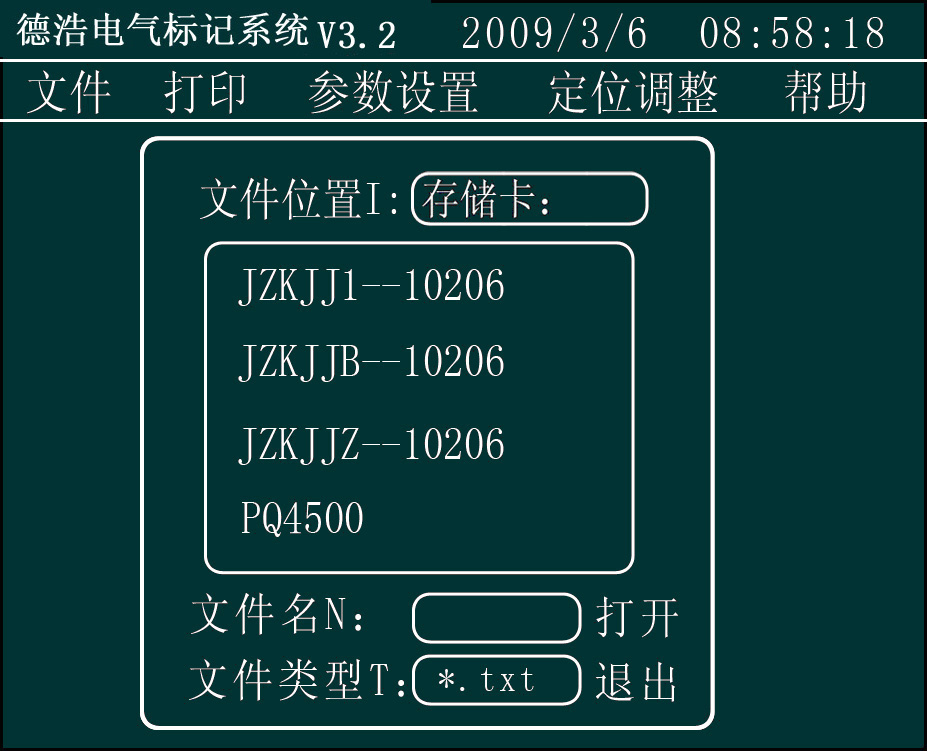 德浩电气标记系统 V3.2 2009/3/6 08:58:18
文件 打印 参数设置 定位调整 帮助
文件位置I: 存储卡：
JZKJJ1--10206
JZKJJB--10206
JZKJJZ--10206
PQ4500
文件名N： 打开
文件类型T： *.txt 退出